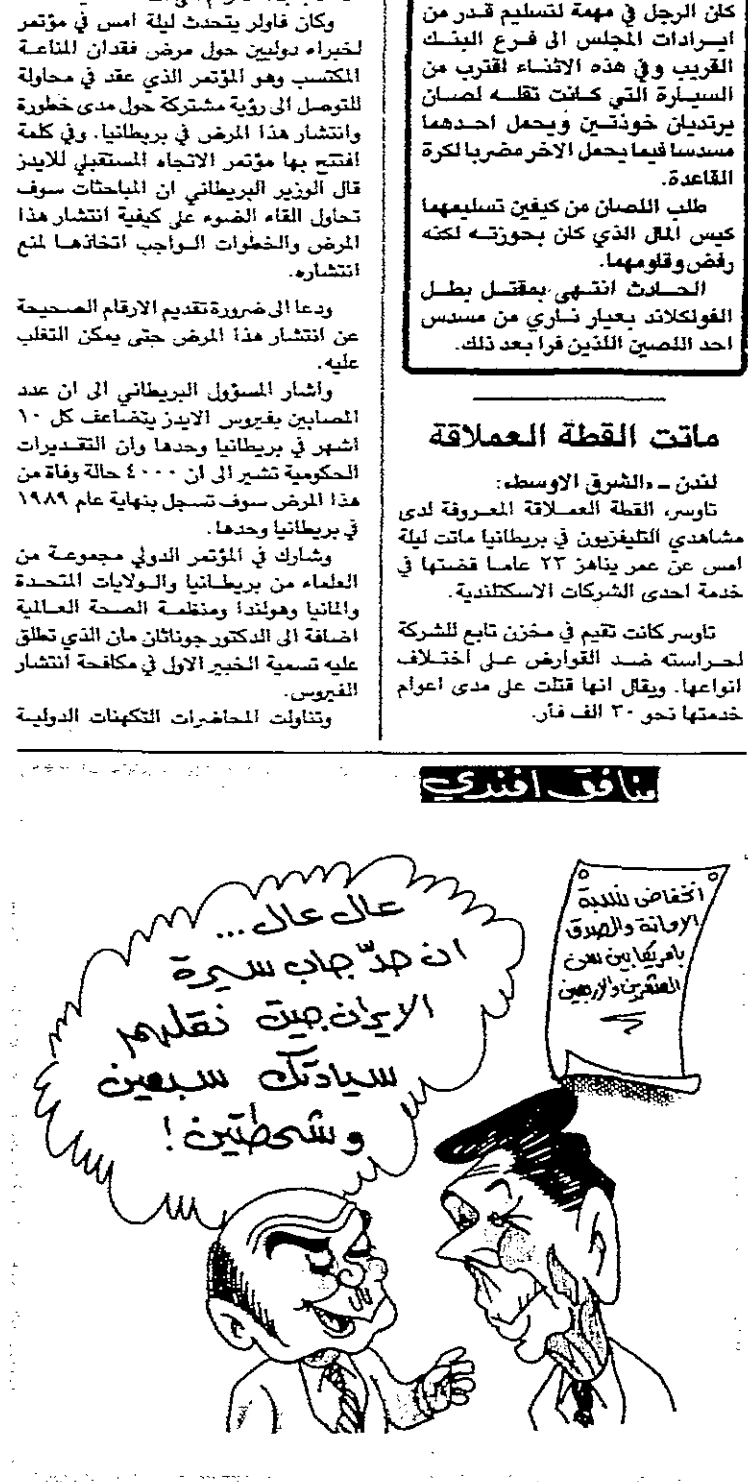 كان الرجل في مهمة لتسليم قدر من
ايرادات المجلس الى فرع البنك
القريب وفي هذه الاثناء اقترب من
السيارة التي كانت تقله لصان
يرتديان خوذتين ويحمل احدهما
مسدسا فيما يحمل الاخر مضربا لكرة
القاعدة.
طلب اللصان من كيفين تسليمهما
كيس المال الذي كان بحوزته لكنه
رفض وقاومهما.
الحادث انتهى بمقتل بطل
الفولكلاند بعيار ناري من مسدس
احد اللصين اللذين فرا بعد ذلك.
ماتت القطة العملاقة
لندن ـ «الشرق الاوسط»:
تاوسر، القطة العملاقة المعروفة لدى
مشاهدي التليفزيون في بريطانيا ماتت ليلة
امس عن عمر يناهز ٢٣ عاما قضتها في
خدمة احدى الشركات الاسكتلندية.
تاوسر كانت تقيم في مخزن تابع للشركة
لحراسته ضد القوارض على اختلاف
انواعها. ويقال انها قتلت على مدى اعوام
خدمتها نحو ٣٠ الف فأر.
وكان فاولر يتحدث ليلة امس في مؤتمر
لخبراء دوليين حول مرض فقدان المناعة
المكتسب وهو المؤتمر الذي عقد في محاولة
للتوصل الى رؤية مشتركة حول مدى خطورة
وانتشار هذا المرض في بريطانيا. وفي كلمة
افتتح بها مؤتمر الاتجاه المستقبلي للايدز
قال الوزير البريطاني ان المباحثات سوف
تحاول القاء الضوء على كيفية انتشار هذا
المرض والخطوات الواجب اتخاذها لمنع
انتشاره.
ودعا الى ضرورة تقديم الارقام الصحيحة
عن انتشار هذا المرض حتى يمكن التغلب
عليه.
واشار المسؤول البريطاني الى ان عدد
المصابين بفيروس الايدز يتضاعف كل ١٠
اشهر في بريطانيا وحدها وان التقديرات
الحكومية تشير الى ان ٤٠٠٠ حالة وفاة من
هذا المرض سوف تسجل بنهاية عام ١٩٨٩
في بريطانيا وحدها.
وشارك في المؤتمر الدولي مجموعة من
العلماء من بريطانيا والولايات المتحدة
والمانيا وهولندا ومنظمة الصحة العالمية
اضافة الى الدكتور جوناثان مان الذي تطلق
عليه تسمية الخبير الاول في مكافحة انتشار
الفيروس.
وتناولت المحاضرات التكهنات الدولية
منافق افندي
انخفاض لنسبة
الامانة والصدق
بامريكا بين سن
العشرين والاربعين
عال عال ...
ان حدّ جاب سيرة
الايران جيت نقلهم
سيادتك سبعين
وشحطتين !